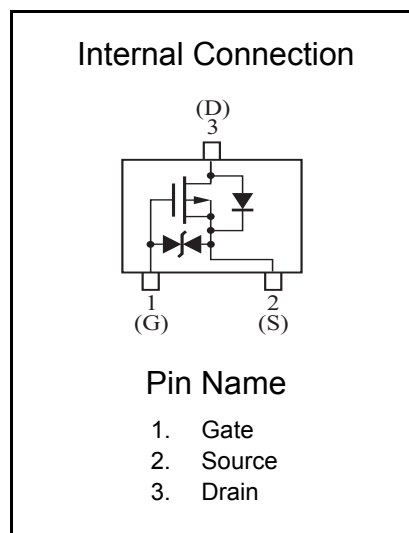 Internal Connection
(D)
3
1
2
(G)
(S)
Pin Name
1. Gate
2. Source
3. Drain